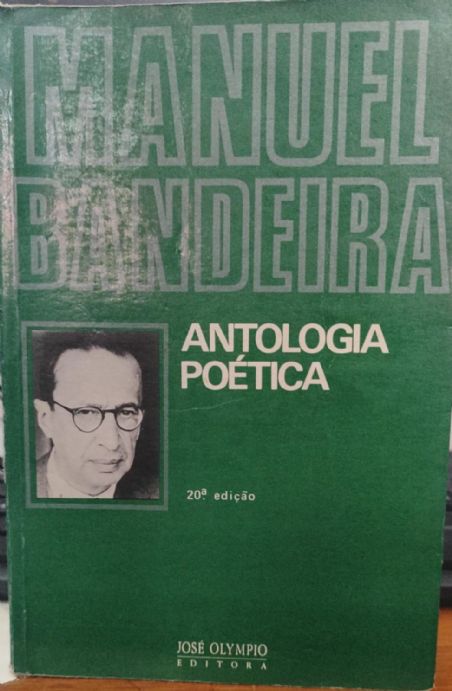 MANUEL
BANDEIRA
ANTOLOGIA
POÉTICA
20ª edição
JOSÉ OLYMPIO
EDITORA